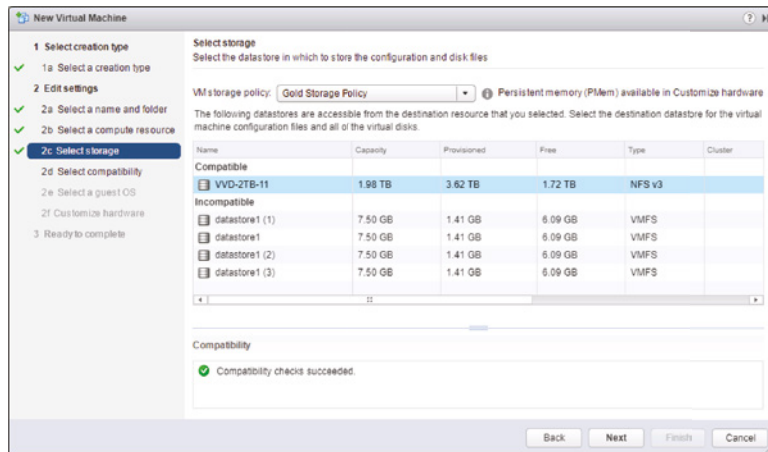 New Virtual Machine
1 Select creation type
1a Select a creation type
2 Edit settings
2a Select a name and folder
2b Select a compute resource
2c Select storage
2d Select compatibility
2e Select a guest OS
2f Customize hardware
3 Ready to complete
Select storage
Select the datastore in which to store the configuration and disk files
VM storage policy: Gold Storage Policy Persistent memory (PMem) available in Customize hardware
The following datastores are accessible from the destination resource that you selected. Select the destination datastore for the virtual
machine configuration files and all of the virtual disks.
Name Capacity Provisioned Free Type Cluster
Compatible
VVD-2TB-11 1.98 TB 3.62 TB 1.72 TB NFS v3
Incompatible
datastore1 (1) 7.50 GB 1.41 GB 6.09 GB VMFS
datastore1 7.50 GB 1.41 GB 6.09 GB VMFS
datastore1 (2) 7.50 GB 1.41 GB 6.09 GB VMFS
datastore1 (3) 7.50 GB 1.41 GB 6.09 GB VMFS
Compatibility
Compatibility checks succeeded.
Back Next Finish Cancel